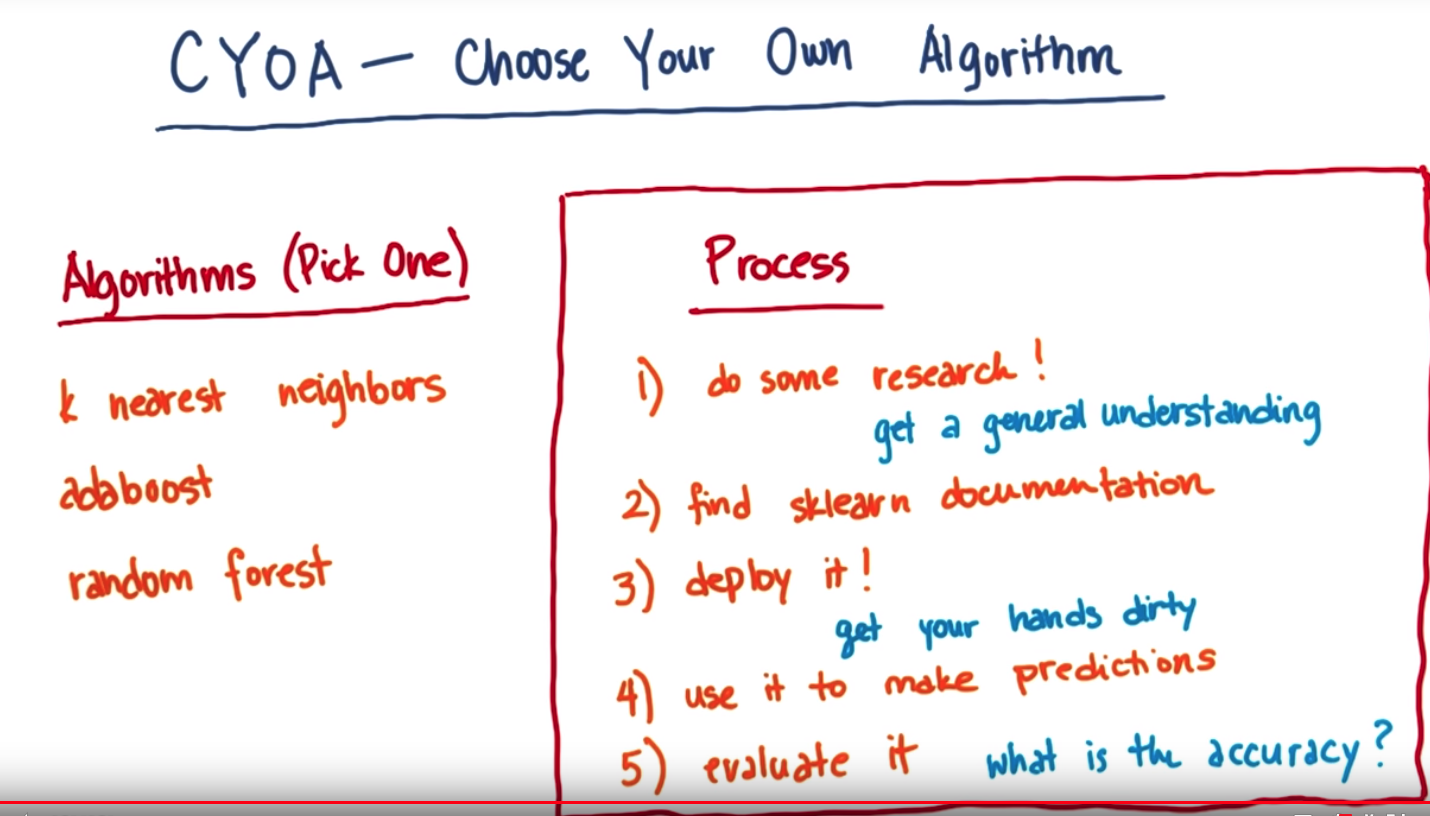 CYOA - Choose Your Own Algorithm
Algorithms (Pick One)
k nearest neighbors
adaboost
random forest
Process
1) do some research!
get a general understanding
2) find sklearn documentation
3) deploy it!
get your hands dirty
4) use it to make predictions
5) evaluate it what is the accuracy?